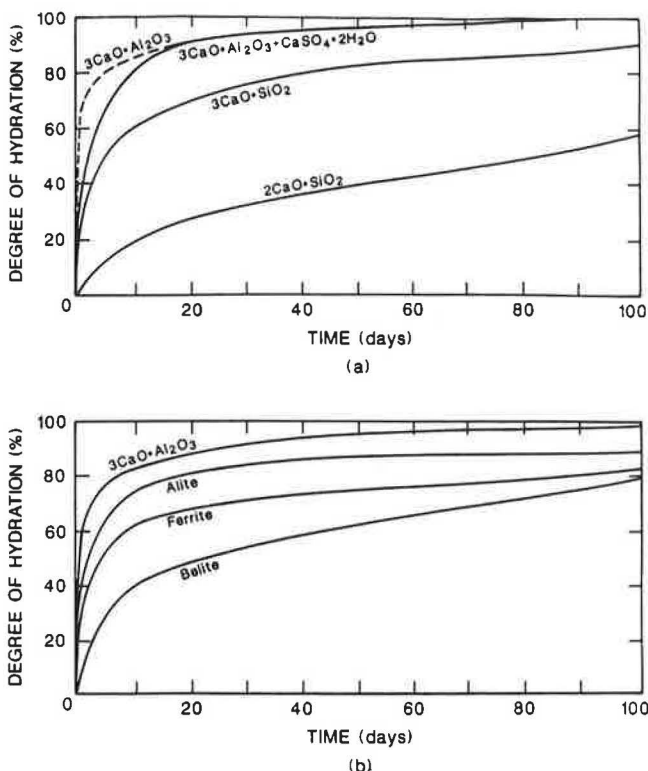 DEGREE OF HYDRATION (%)
100
80
60
40
20
0
3CaO•Al₂O₃
3CaO•Al₂O₃+CaSO₄•2H₂O
3CaO•SiO₂
2CaO•SiO₂
20
40
60
80
100
TIME (days)
(a)
DEGREE OF HYDRATION (%)
100
80
60
40
20
0
3CaO•Al₂O₃
Alite
Ferrite
Belite
20
40
60
80
100
TIME (days)
(b)